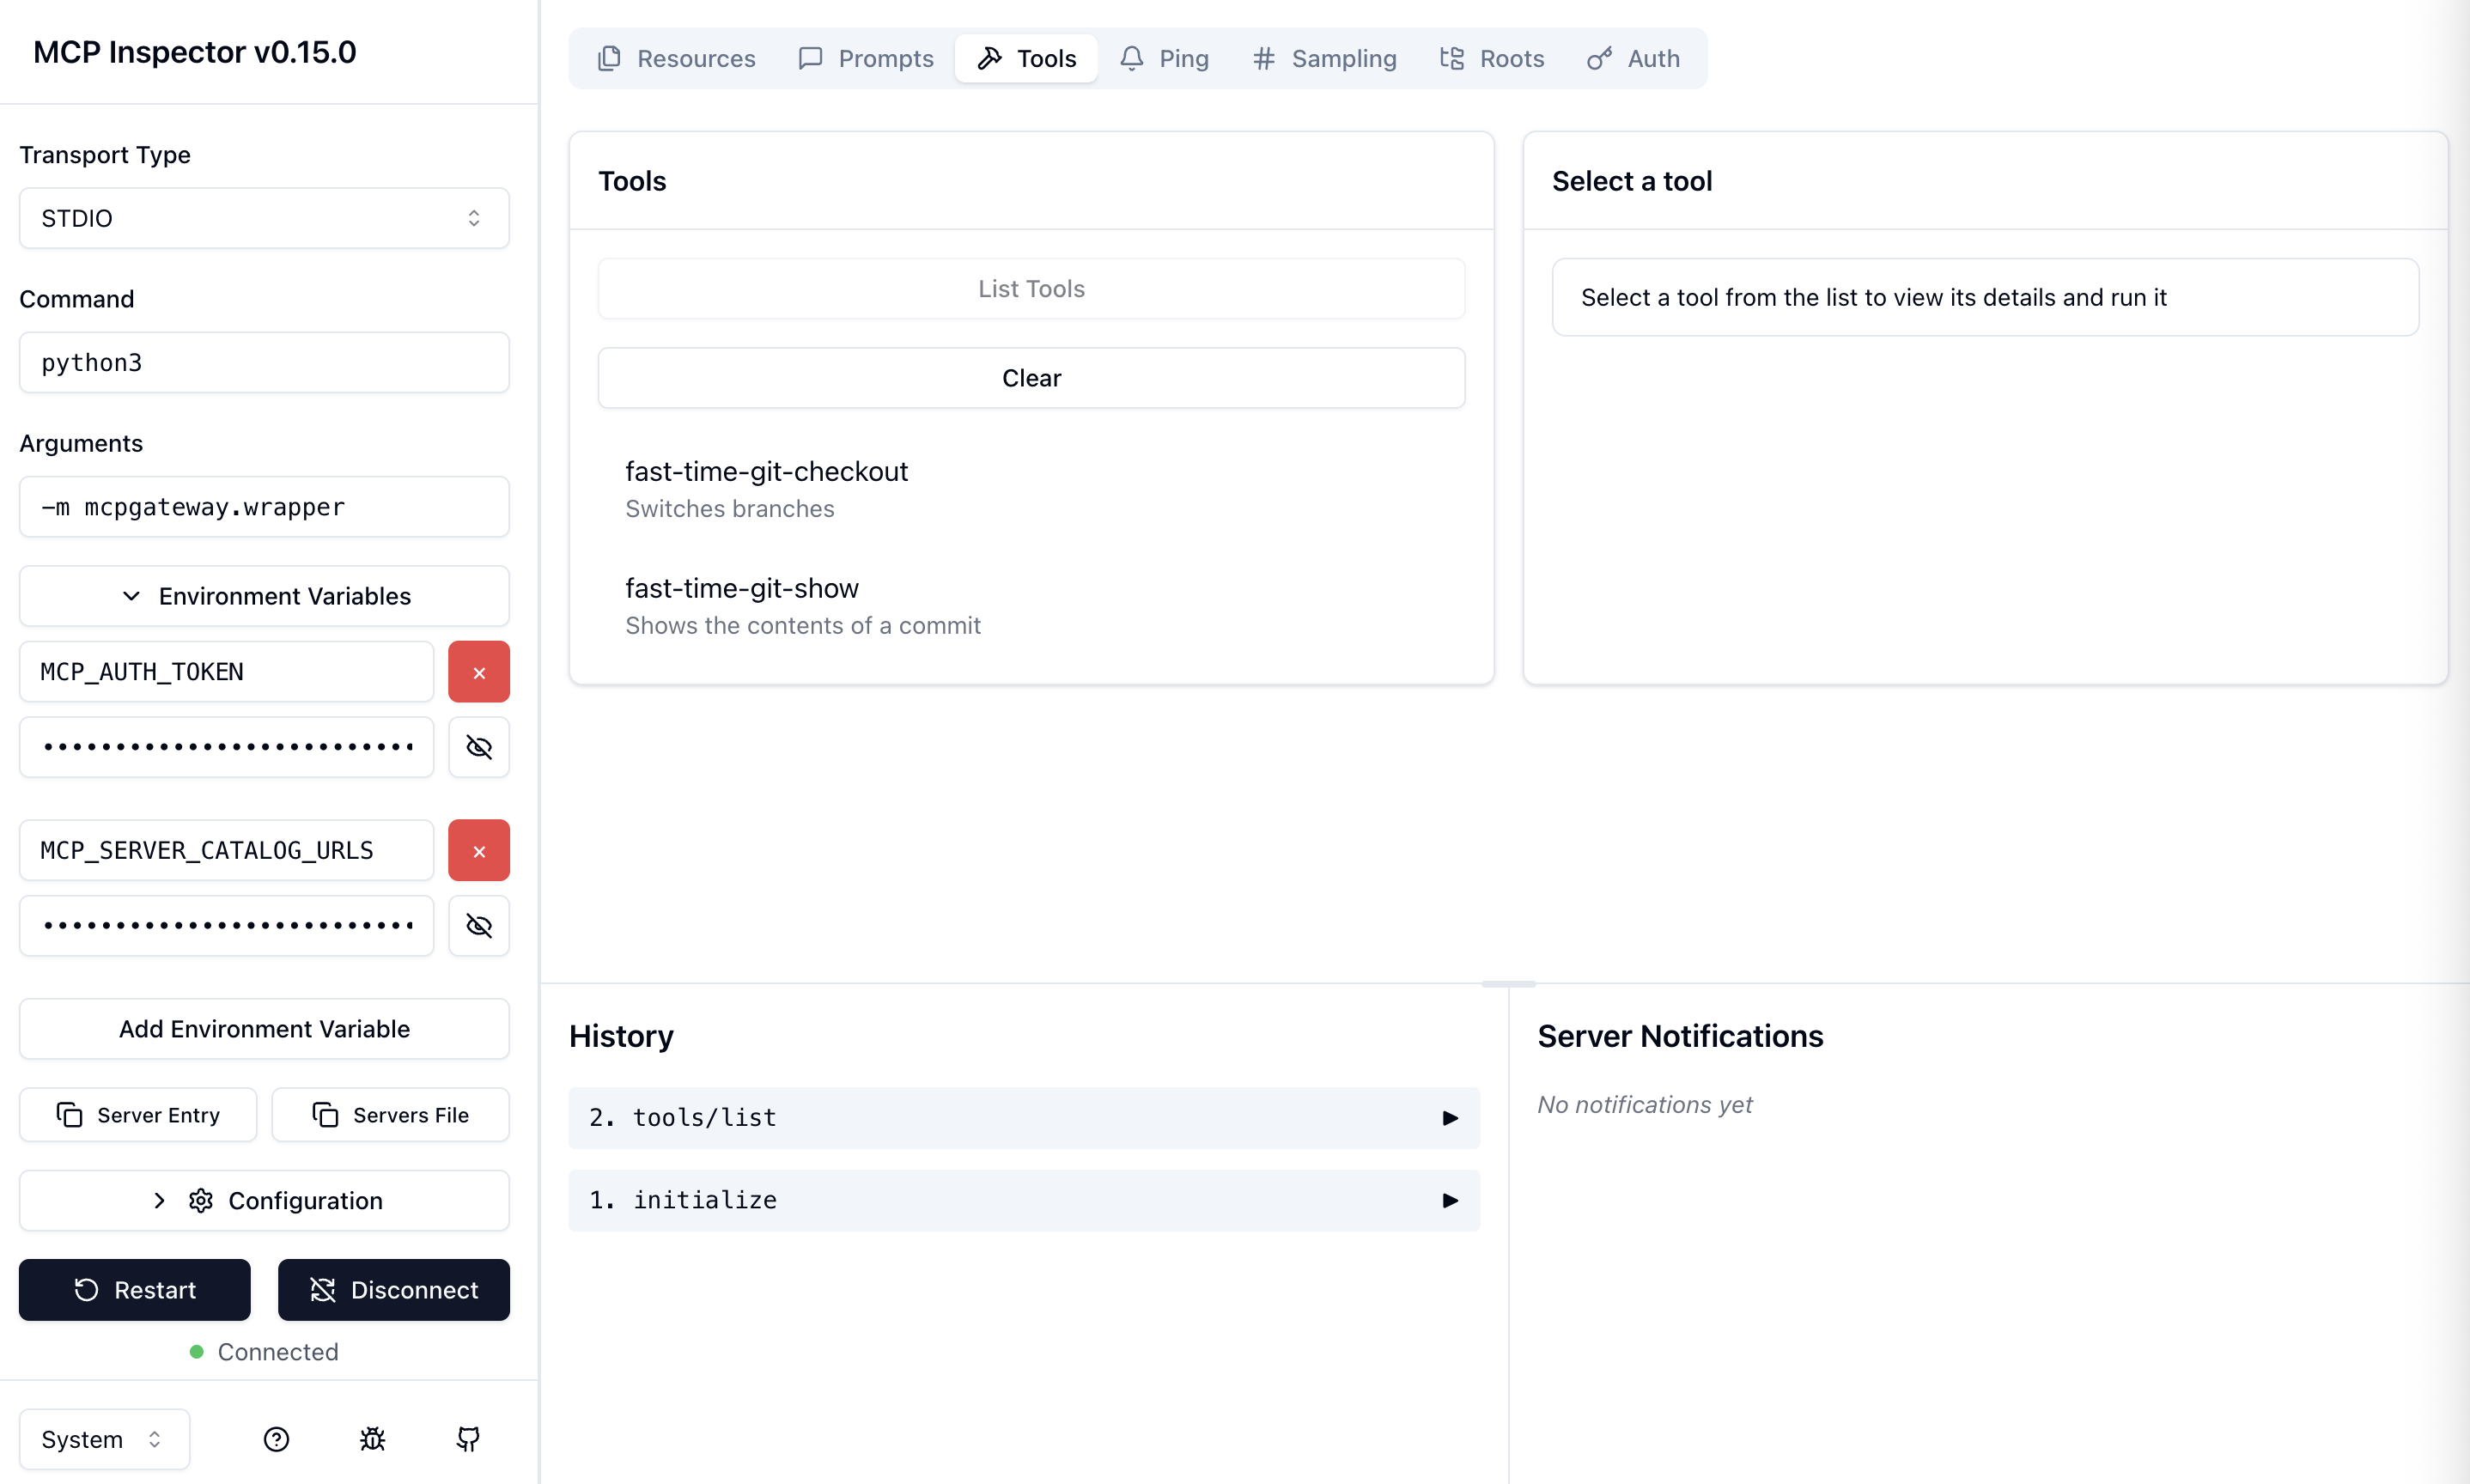 MCP Inspector v0.15.0
Transport Type
STDIO
Command
python3
Arguments
-m mcpgateway.wrapper
Environment Variables
MCP_AUTH_TOKEN
×
••••••••••••••••••••••••••
MCP_SERVER_CATALOG_URLS
×
••••••••••••••••••••••••••
Add Environment Variable
Server Entry
Servers File
Configuration
Restart
Disconnect
Connected
System
Resources
Prompts
Tools
Ping
Sampling
Roots
Auth
Tools
List Tools
Clear
fast-time-git-checkout
Switches branches
fast-time-git-show
Shows the contents of a commit
Select a tool
Select a tool from the list to view its details and run it
History
2. tools/list
1. initialize
Server Notifications
No notifications yet